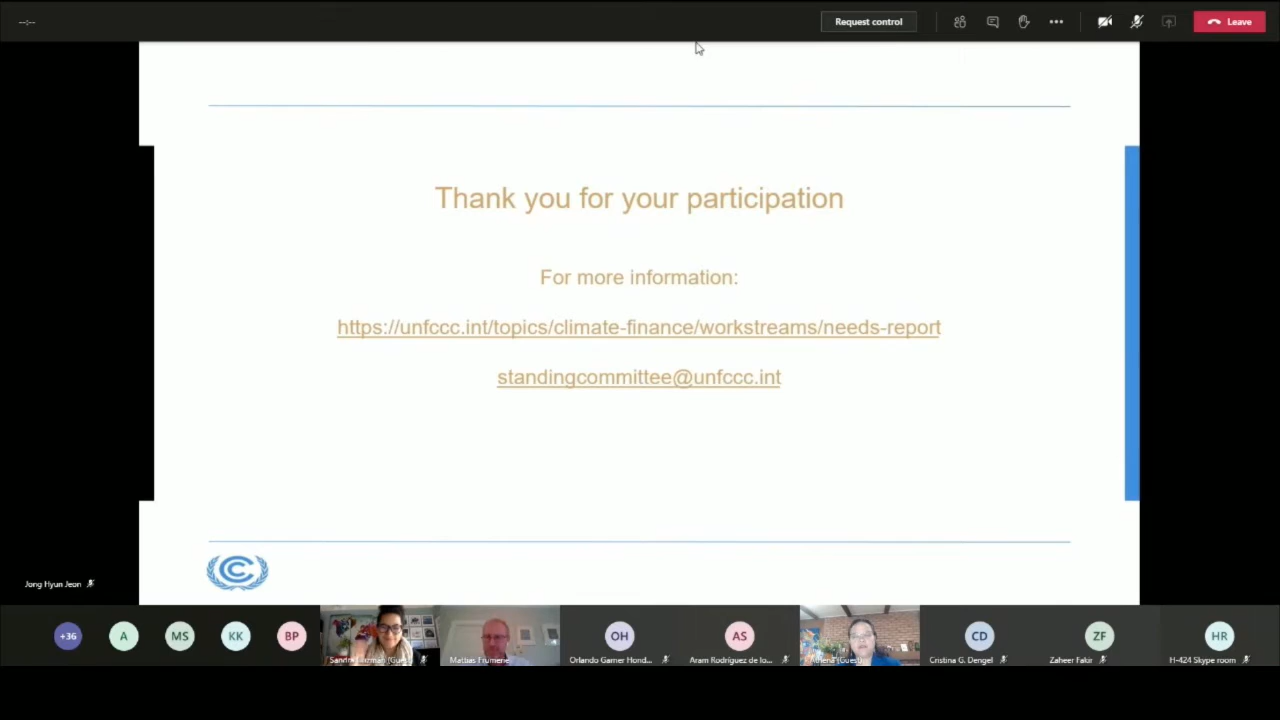 --:--
Request control
Leave
Thank you for your participation
For more information:
https://unfccc.int/topics/climate-finance/workstreams/needs-report
standingcommittee@unfccc.int
Jong Hyun Jeon
+36
A
MS
KK
BP
OH
AS
CD
ZF
HR
Mattias Frumerie
Orlando Garner Hond...
Aram Rodriguez de lo...
Cristina G. Dengel
Zaheer Fakir
H-424 Skype room